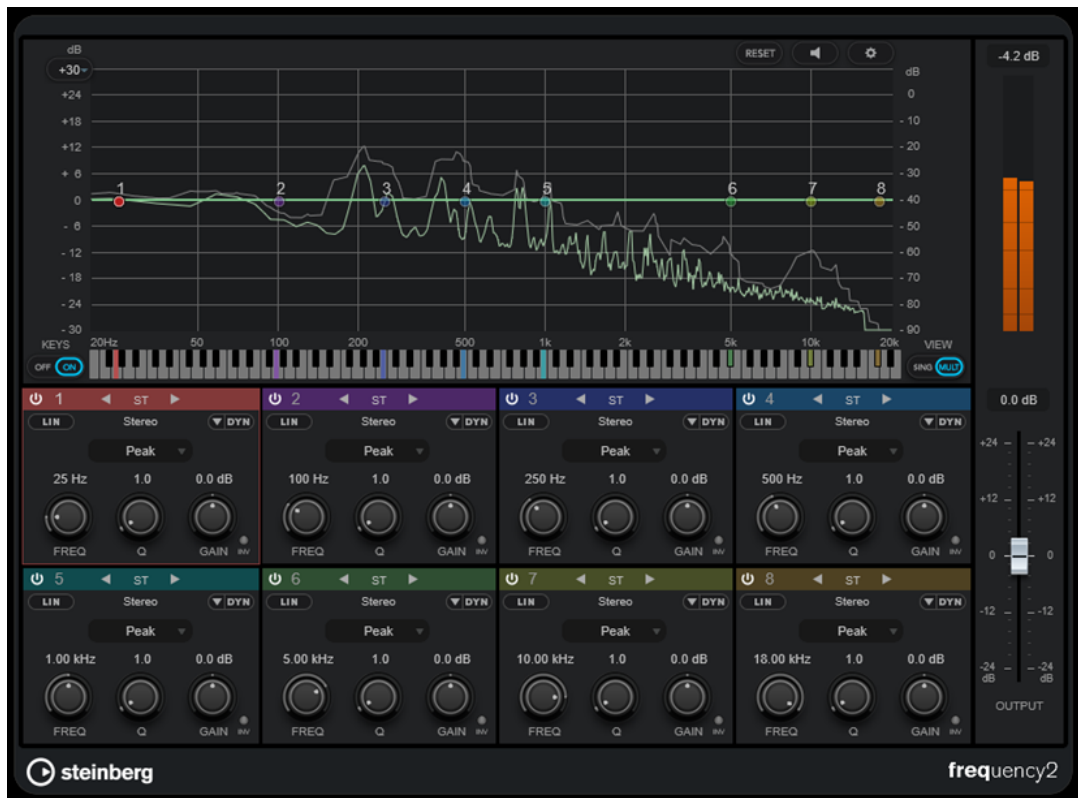 dB
RESET
-4.2 dB
+30
dB
+24 0
+18 - 10
+12 - 20
+ 6 - 30
1 2 3 4 5 6 7 8
0 - 40
- 6 - 50
- 12 - 60
- 18 - 70
- 24 - 80
- 30 - 90
KEYS 20Hz 50 100 200 500 1k 2k 5k 10k 20k VIEW
OFF ON SING MULT
1 ST 2 ST 3 ST 4 ST 0.0 dB
LIN Stereo DYN LIN Stereo DYN LIN Stereo DYN LIN Stereo DYN
+24 +24
Peak Peak Peak Peak
25 Hz 1.0 0.0 dB 100 Hz 1.0 0.0 dB 250 Hz 1.0 0.0 dB 500 Hz 1.0 0.0 dB
+12 +12
FREQ Q GAIN INV FREQ Q GAIN INV FREQ Q GAIN INV FREQ Q GAIN INV
0 0
5 ST 6 ST 7 ST 8 ST
LIN Stereo DYN LIN Stereo DYN LIN Stereo DYN LIN Stereo DYN
-12 -12
Peak Peak Peak Peak
1.00 kHz 1.0 0.0 dB 5.00 kHz 1.0 0.0 dB 10.00 kHz 1.0 0.0 dB 18.00 kHz 1.0 0.0 dB
-24 -24
dB dB
OUTPUT
FREQ Q GAIN INV FREQ Q GAIN INV FREQ Q GAIN INV FREQ Q GAIN INV
steinberg frequency2